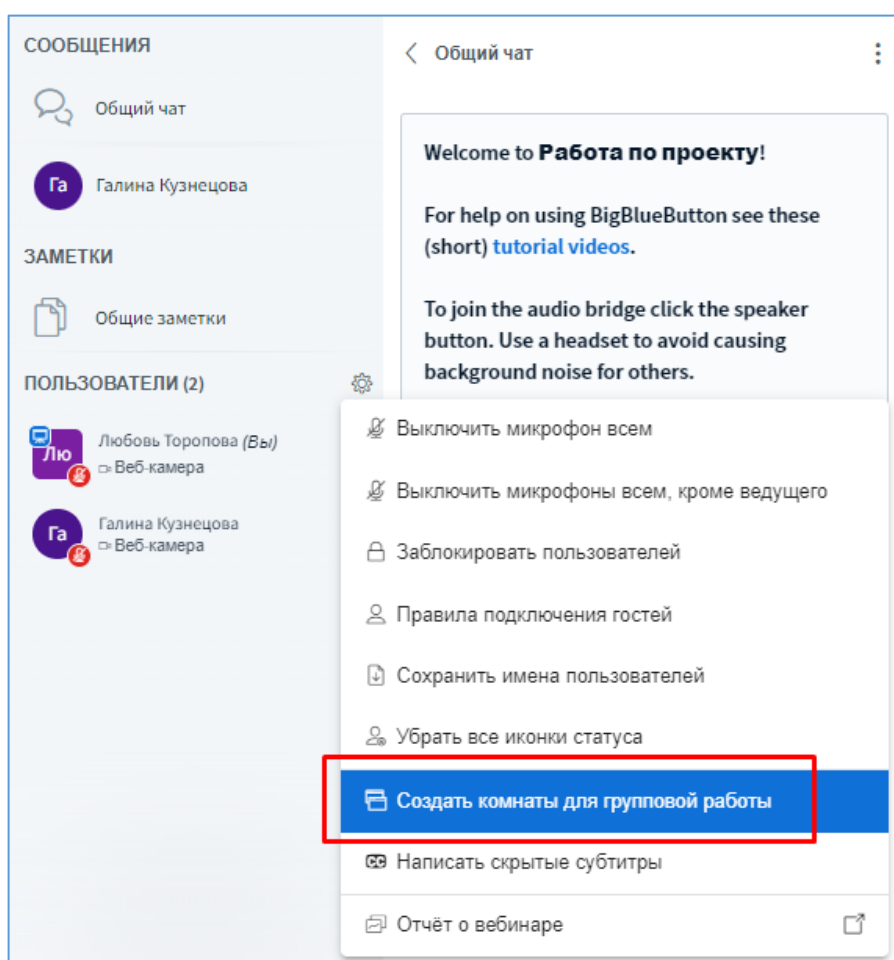 СООБЩЕНИЯ
Общий чат
Га
Галина Кузнецова
ЗАМЕТКИ
Общие заметки
ПОЛЬЗОВАТЕЛИ (2)
Лю
Любовь Торопова (Вы)
Веб-камера
Га
Галина Кузнецова
Веб-камера
Общий чат
Welcome to Работа по проекту!
For help on using BigBlueButton see these
(short) tutorial videos.
To join the audio bridge click the speaker
button. Use a headset to avoid causing
background noise for others.
Выключить микрофон всем
Выключить микрофоны всем, кроме ведущего
Заблокировать пользователей
Правила подключения гостей
Сохранить имена пользователей
Убрать все иконки статуса
Создать комнаты для групповой работы
Написать скрытые субтитры
Отчёт о вебинаре